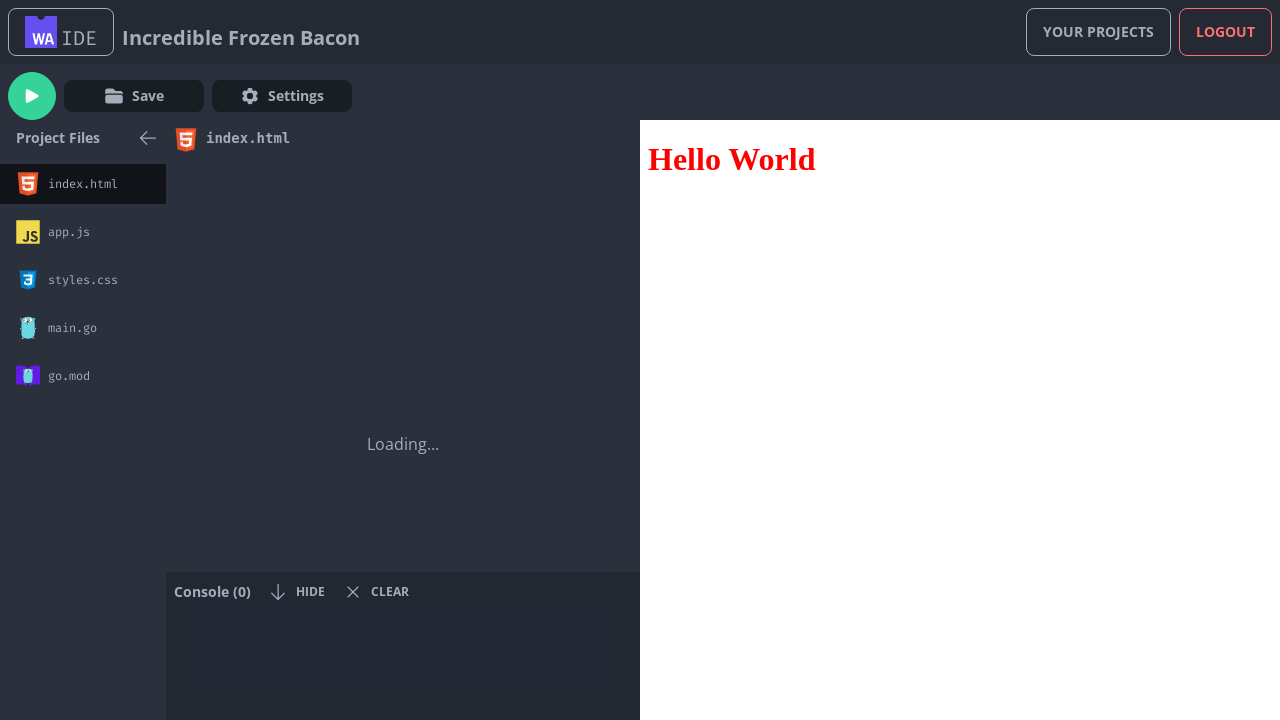 WA IDE
Incredible Frozen Bacon
YOUR PROJECTS
LOGOUT
Save
Settings
Project Files
index.html
app.js
styles.css
main.go
go.mod
index.html
Loading...
Console (0)
HIDE
CLEAR
Hello World